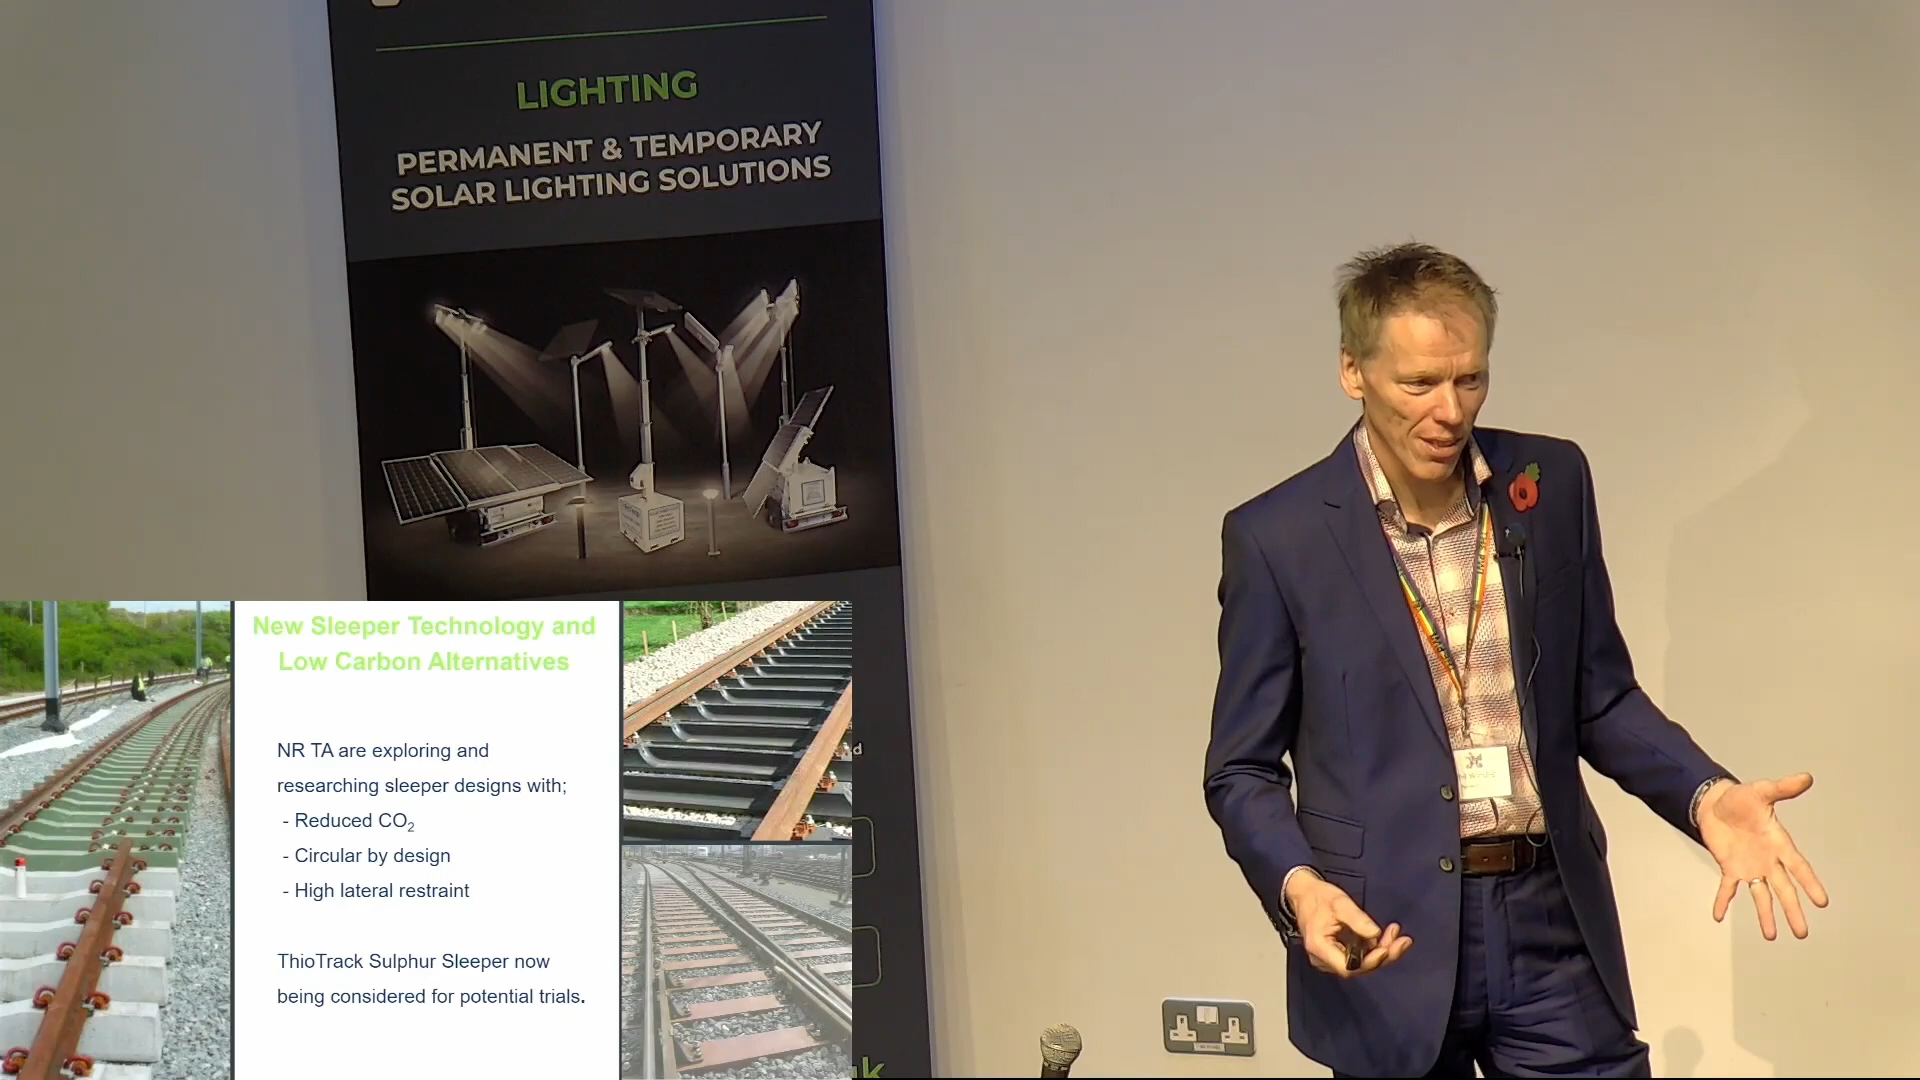 LIGHTING
PERMANENT & TEMPORARY
SOLAR LIGHTING SOLUTIONS
New Sleeper Technology and
Low Carbon Alternatives
NR TA are exploring and
researching sleeper designs with;
- Reduced CO₂
- Circular by design
- High lateral restraint
ThioTrack Sulphur Sleeper now
being considered for potential trials.